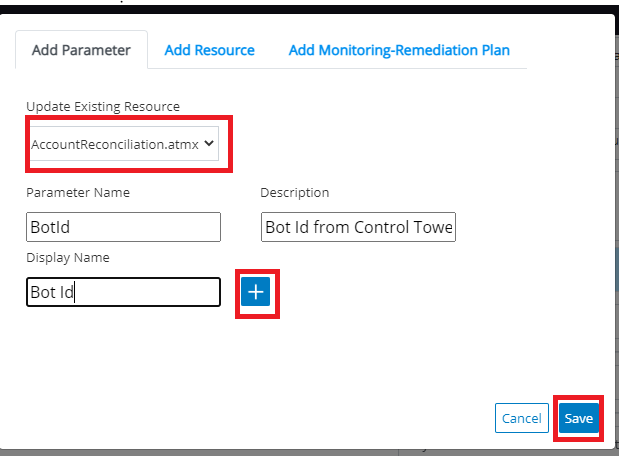 Add Parameter Add Resource Add Monitoring-Remediation Plan
Update Existing Resource
AccountReconciliation.atmx
Parameter Name Description
BotId Bot Id from Control Towe
Display Name
Bot Id
Cancel Save